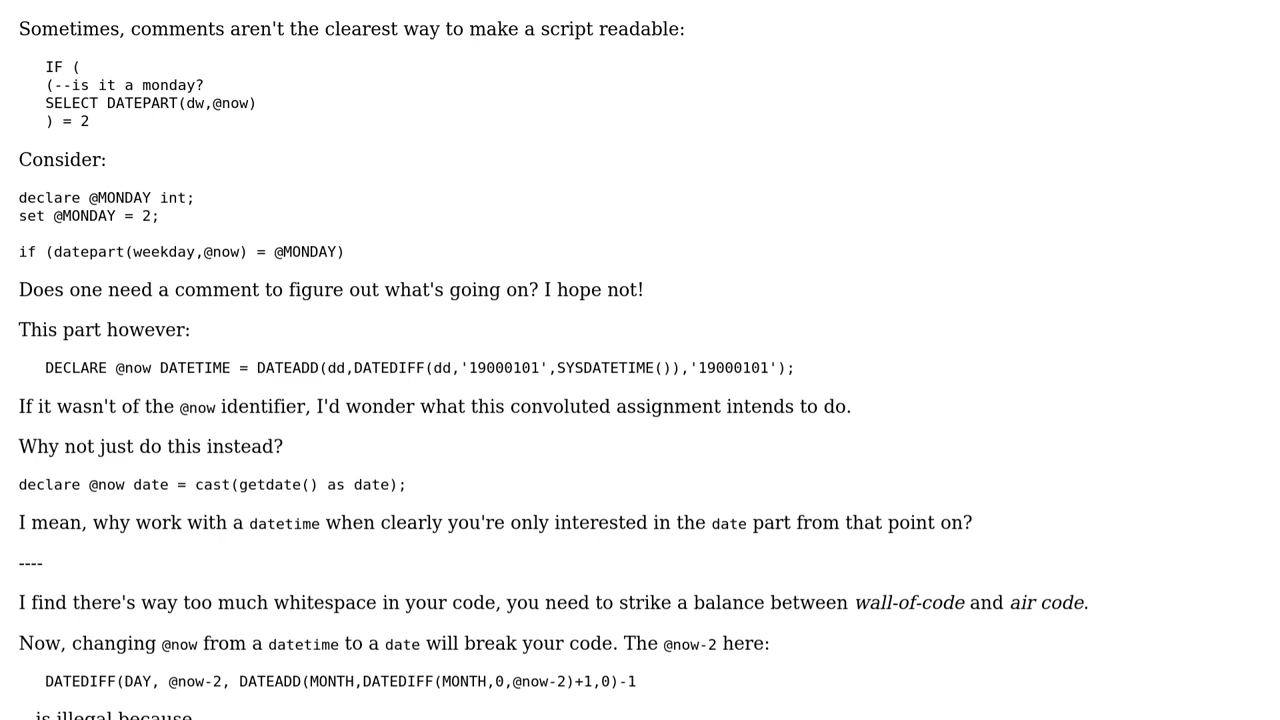 Sometimes, comments aren't the clearest way to make a script readable:
IF (
(--is it a monday?
SELECT DATEPART(dw,@now)
) = 2
Consider:
declare @MONDAY int;
set @MONDAY = 2;
if (datepart(weekday,@now) = @MONDAY)
Does one need a comment to figure out what's going on? I hope not!
This part however:
DECLARE @now DATETIME = DATEADD(dd,DATEDIFF(dd,'19000101',SYSDATETIME()),'19000101');
If it wasn't of the @now identifier, I'd wonder what this convoluted assignment intends to do.
Why not just do this instead?
declare @now date = cast(getdate() as date);
I mean, why work with a datetime when clearly you're only interested in the date part from that point on?
----
I find there's way too much whitespace in your code, you need to strike a balance between wall-of-code and air code.
Now, changing @now from a datetime to a date will break your code. The @now-2 here:
DATEDIFF(DAY, @now-2, DATEADD(MONTH,DATEDIFF(MONTH,0,@now-2)+1,0)-1
...is illegal because